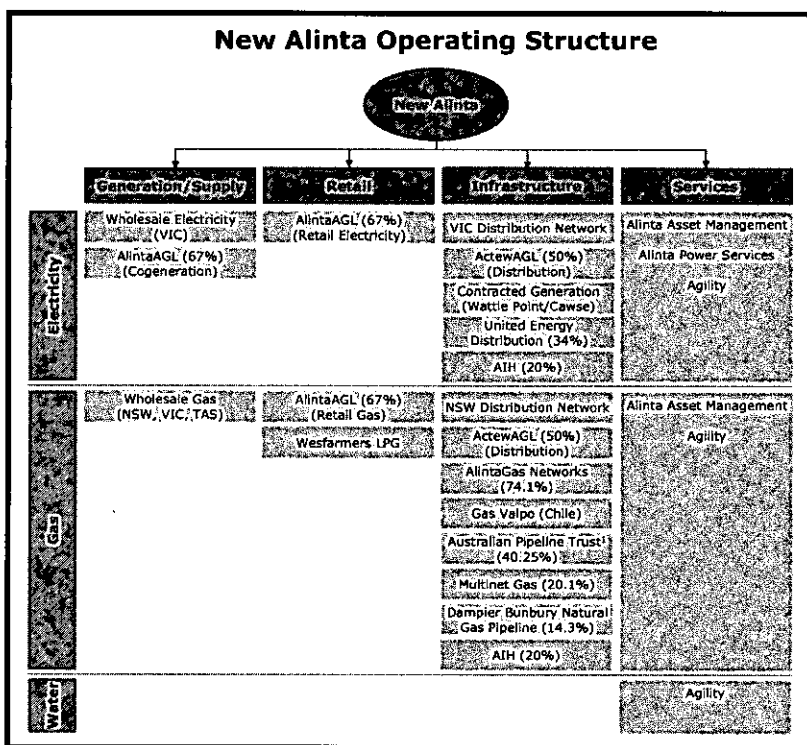 New Alinta Operating Structure
New Alinta
Generation/Supply
Retail
Infrastructure
Services
Electricity
Wholesale Electricity
(VIC)
AlintaAGL (67%)
(Cogeneration)
AlintaAGL (67%)
(Retail Electricity)
VIC Distribution Network
ActewAGL (50%)
(Distribution)
Contracted Generation
(Wattle Point/Cawse)
United Energy
Distribution (34%)
AIH (20%)
Alinta Asset Management
Alinta Power Services
Agility
Gas
Wholesale Gas
(NSW, VIC, TAS)
AlintaAGL (67%)
(Retail Gas)
Wesfarmers LPG
NSW Distribution Network
ActewAGL (50%)
(Distribution)
AlintaGas Networks
(74.1%)
Gas Valpo (Chile)
Australian Pipeline Trust¹
(40.25%)
Multinet Gas (20.1%)
Dampier Bunbury Natural
Gas Pipeline (14.3%)
AIH (20%)
Alinta Asset Management
Agility
Water
Agility